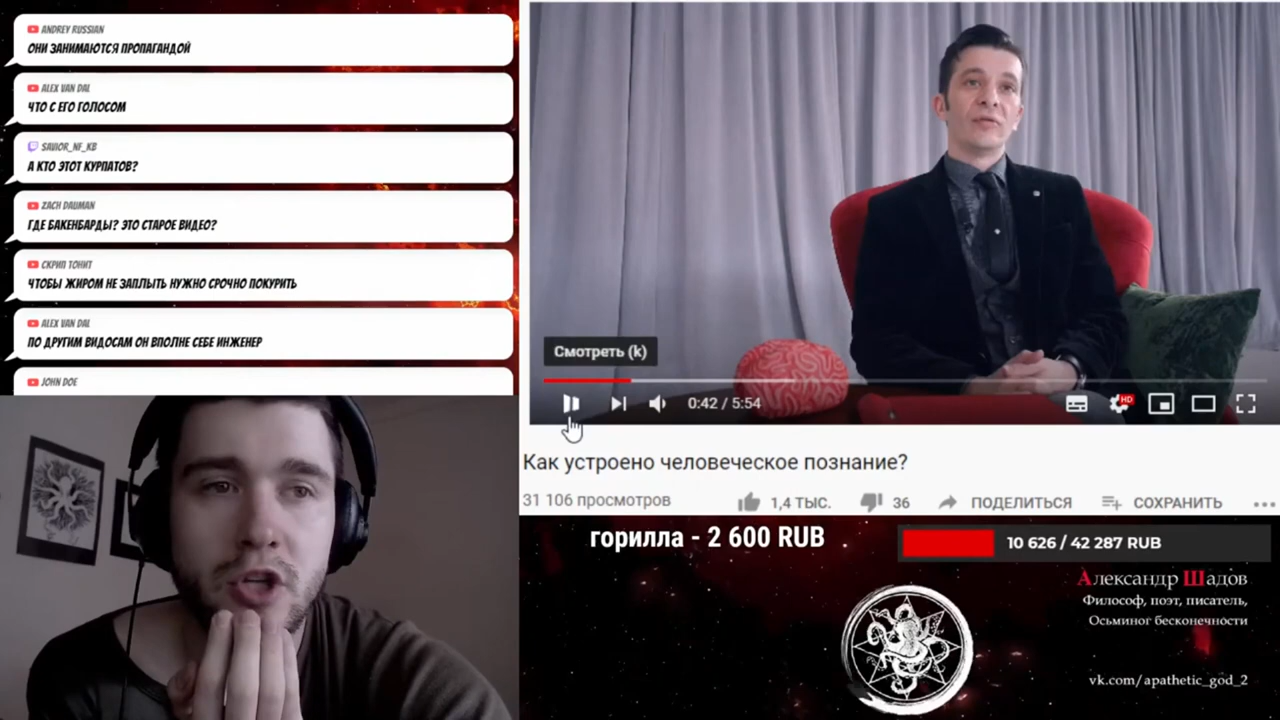 ANDREY RUSSIAN
ОНИ ЗАНИМАЮТСЯ ПРОПАГАНДОЙ
ALEX VAN DAL
ЧТО С ЕГО ГОЛОСОМ
SAVIOR_NF_KB
А КТО ЭТОТ КУРПАТОВ?
ZACH DAUMAN
ГДЕ БАКЕНБАРДЫ? ЭТО СТАРОЕ ВИДЕО?
СКРИП ТОНИТ
ЧТОБЫ ЖИРОМ НЕ ЗАПЛЫТЬ НУЖНО СРОЧНО ПОКУРИТЬ
ALEX VAN DAL
ПО ДРУГИМ ВИДОСАМ ОН ВПОЛНЕ СЕБЕ ИНЖЕНЕР
JOHN DOE
Смотреть (k)
0:42 / 5:54
HD
Как устроено человеческое познание?
31 106 просмотров
1,4 ТЫС.
36
ПОДЕЛИТЬСЯ
СОХРАНИТЬ
горилла - 2 600 RUB
10 626 / 42 287 RUB
Александр Шадов
Философ, поэт, писатель,
Осьминог бесконечности
vk.com/apathetic_god_2